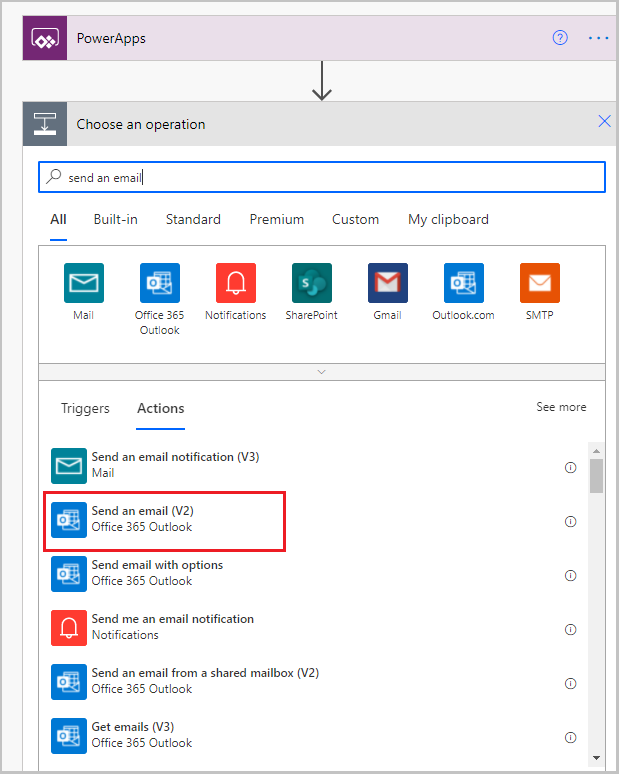 PowerApps
Choose an operation
send an email
All Built-in Standard Premium Custom My clipboard
Mail Office 365 Notifications SharePoint Gmail Outlook.com SMTP
Outlook
Triggers Actions See more
Send an email notification (V3)
Mail
Send an email (V2)
Office 365 Outlook
Send email with options
Office 365 Outlook
Send me an email notification
Notifications
Send an email from a shared mailbox (V2)
Office 365 Outlook
Get emails (V3)
Office 365 Outlook